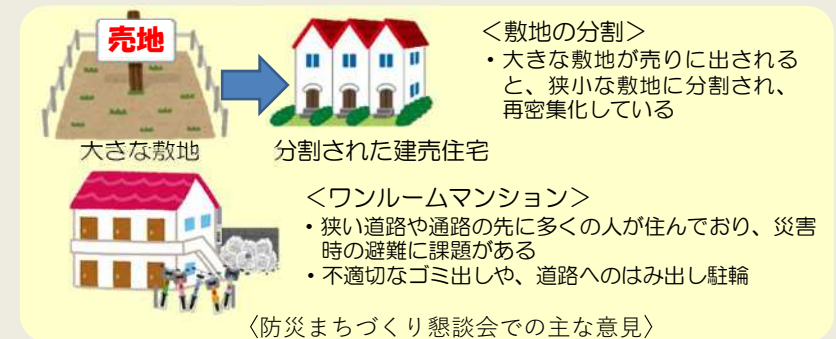 売地
＜敷地の分割＞
・大きな敷地が売りに出される
と、狭小な敷地に分割され、
再密集化している
大きな敷地
分割された建売住宅
＜ワンルームマンション＞
・狭い道路や通路の先に多くの人が住んでおり、災害
時の避難に課題がある
・不適切なゴミ出しや、道路へのはみ出し駐輪
〈防災まちづくり懇談会での主な意見〉